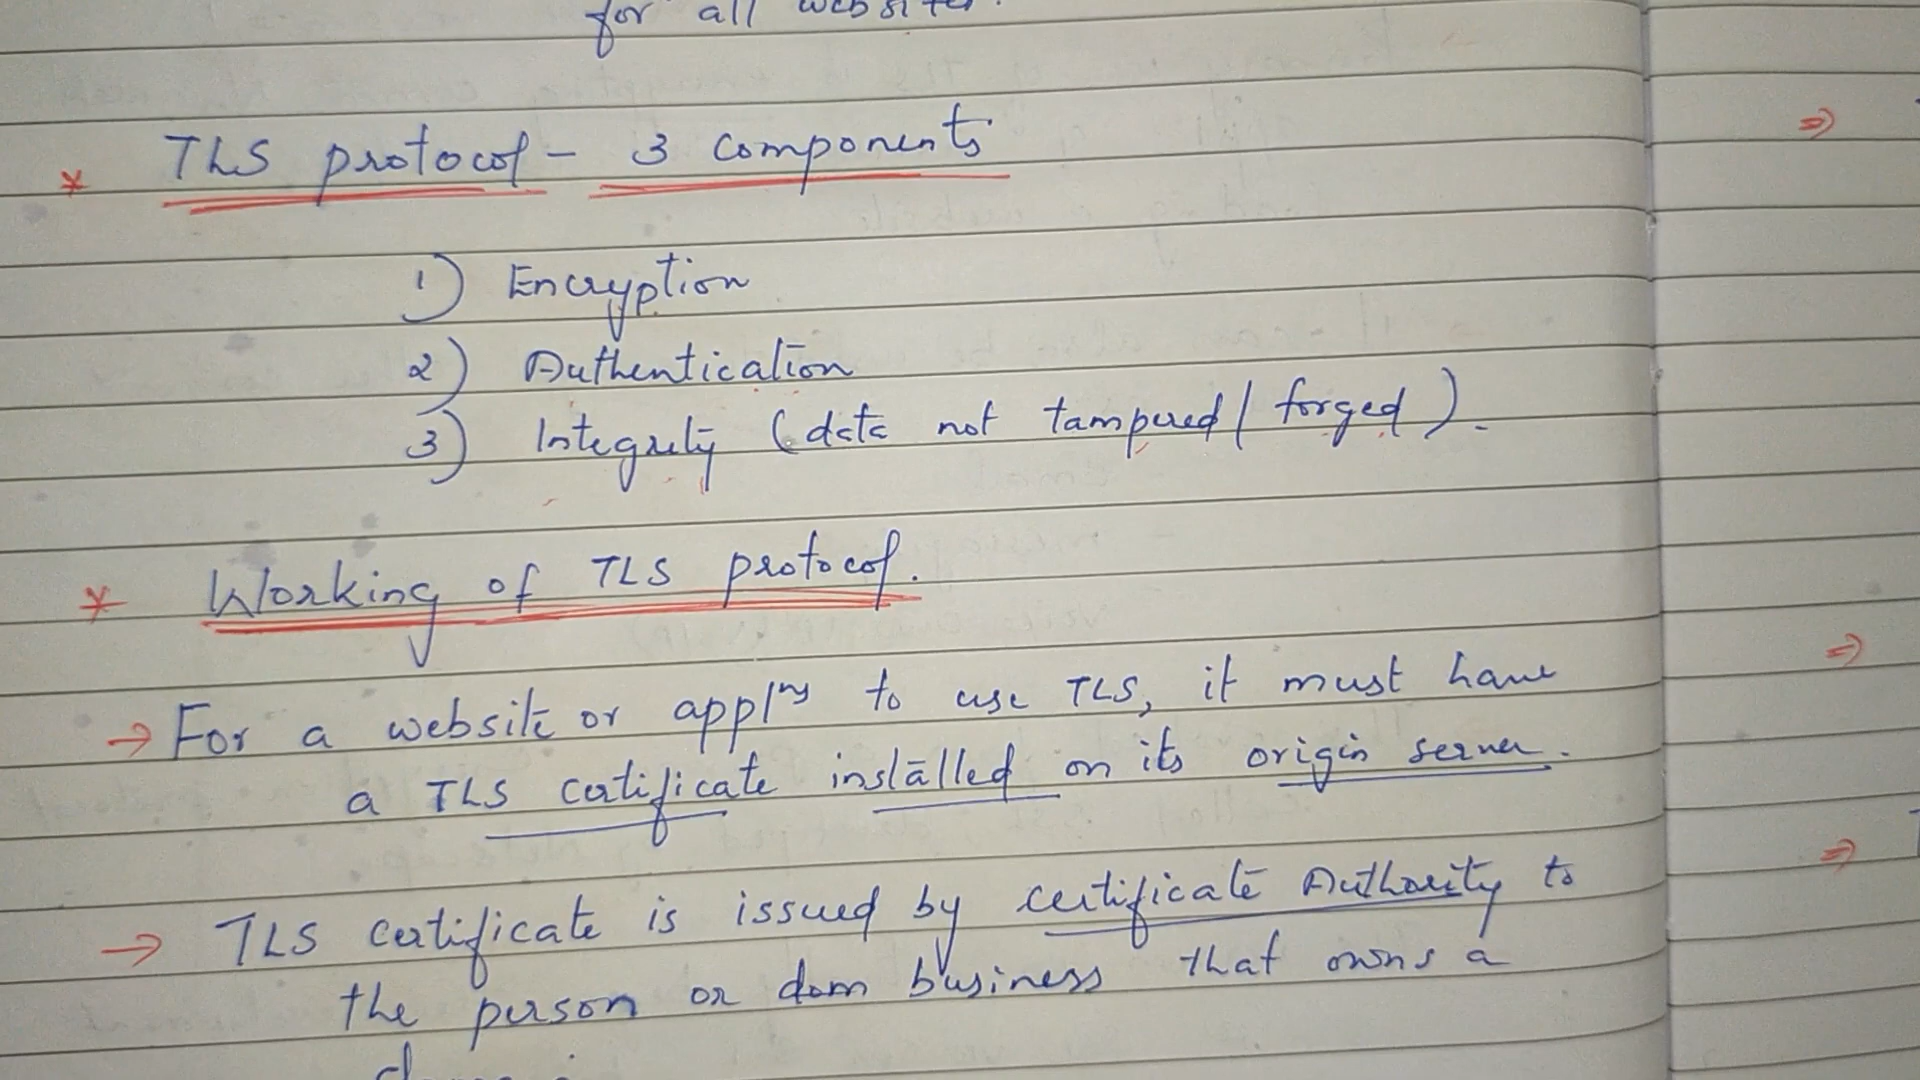 for all websites.
* TLS protocol - 3 components
1) Encryption
2) Authentication
3) Integrity (data not tampered / forged).
* Working of TLS protocol.
→ For a website or applns to use TLS, it must have
a TLS certificate installed on its origin server.
→ TLS certificate is issued by certificate Authority to
the person or dom business that owns a